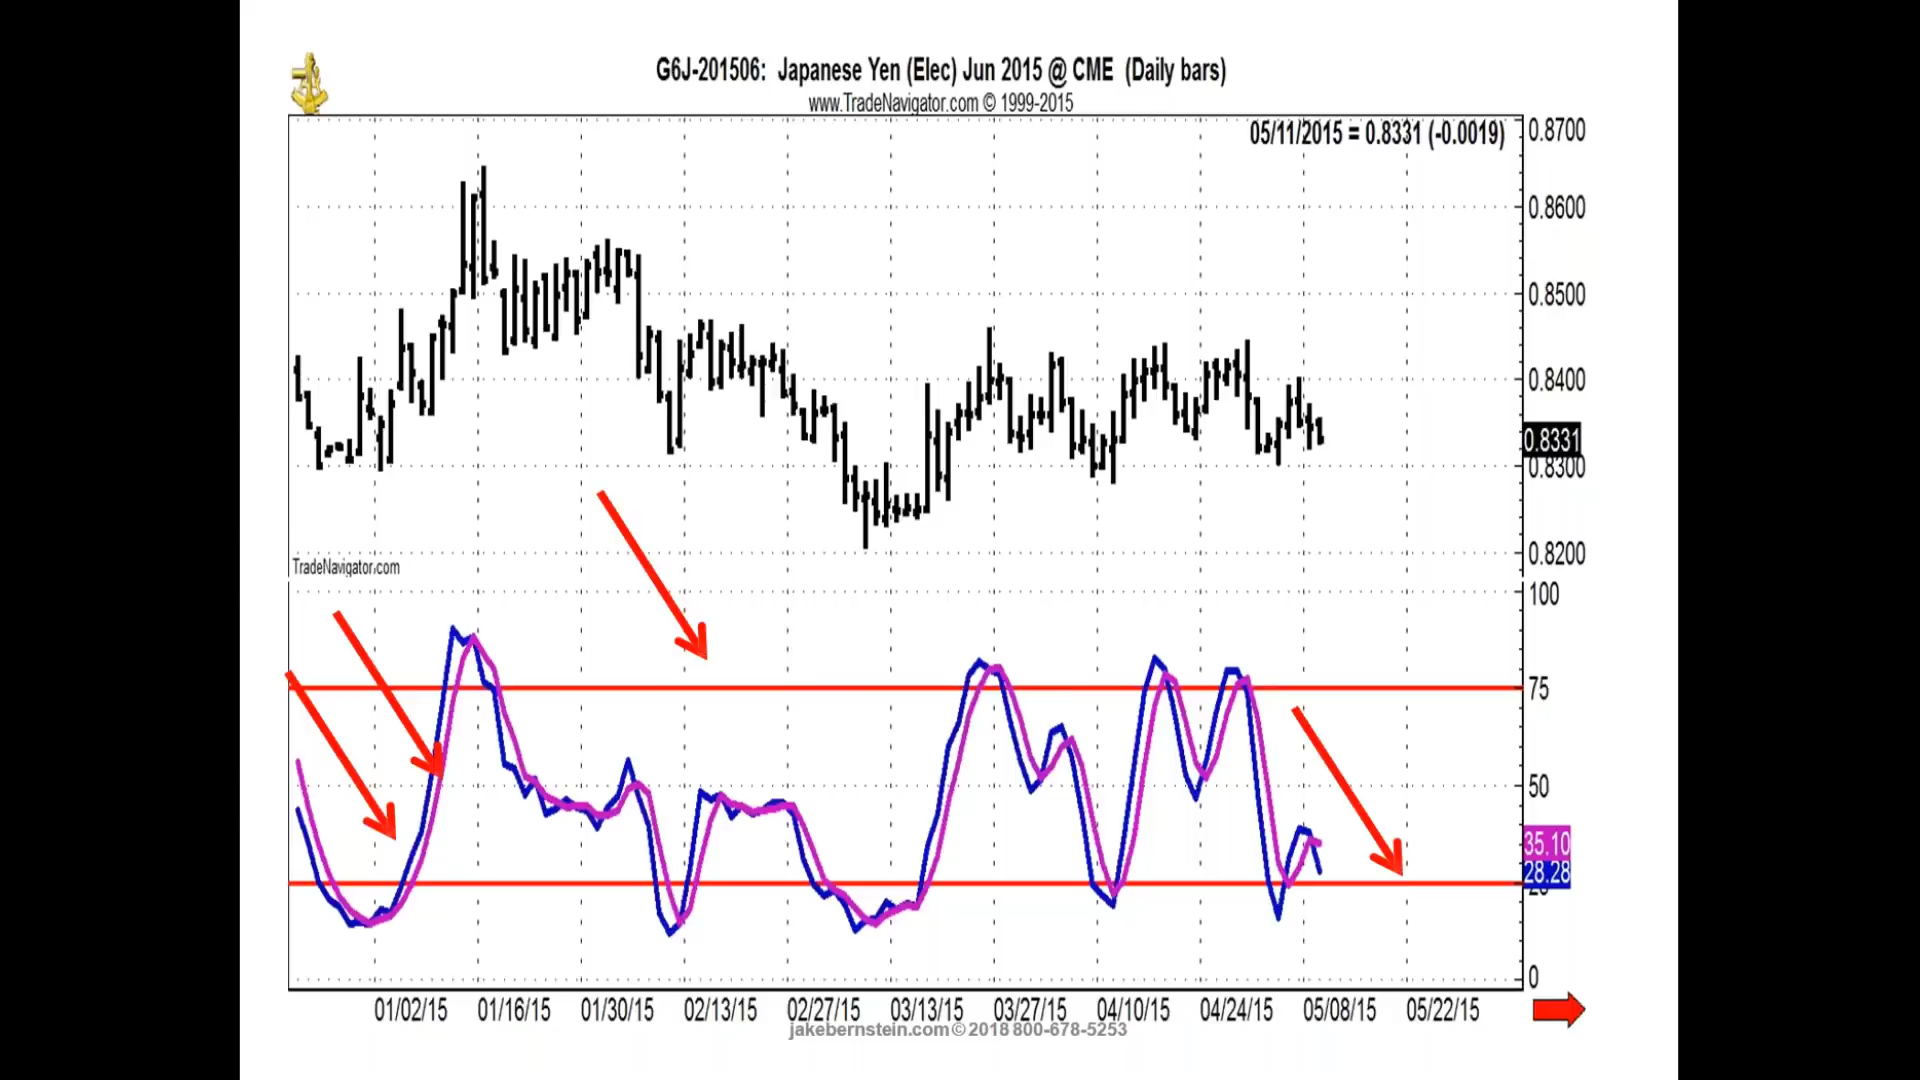 G6J-201506: Japanese Yen (Elec) Jun 2015 @ CME (Daily bars)
www.TradeNavigator.com © 1999-2015
05/11/2015 = 0.8331 (-0.0019)
0.8700
0.8600
0.8500
0.8400
0.8331
0.8300
0.8200
TradeNavigator.com
100
75
50
35.10
28.28
25
0
01/02/15 01/16/15 01/30/15 02/13/15 02/27/15 03/13/15 03/27/15 04/10/15 04/24/15 05/08/15 05/22/15
jakebernstein.com © 2018 800-678-5253